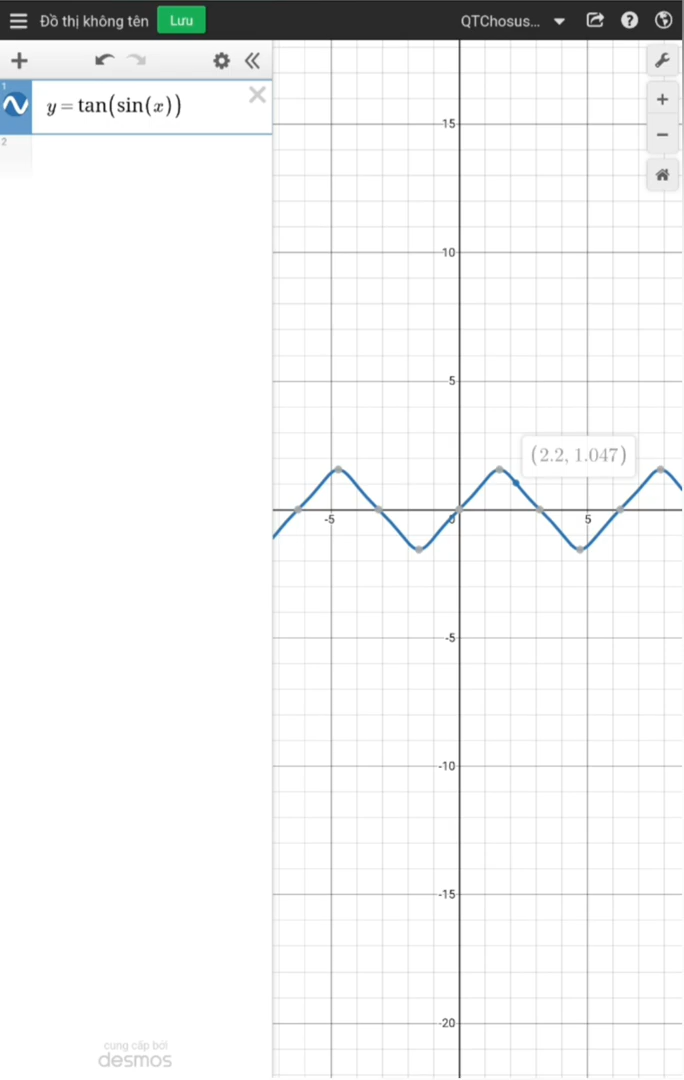 Đồ thị không tên
Lưu
QTChosus...
1
y = tan(sin(x))
2
15
10
5
(2.2, 1.047)
-5
0
5
-5
-10
-15
-20
cung cấp bởi
desmos